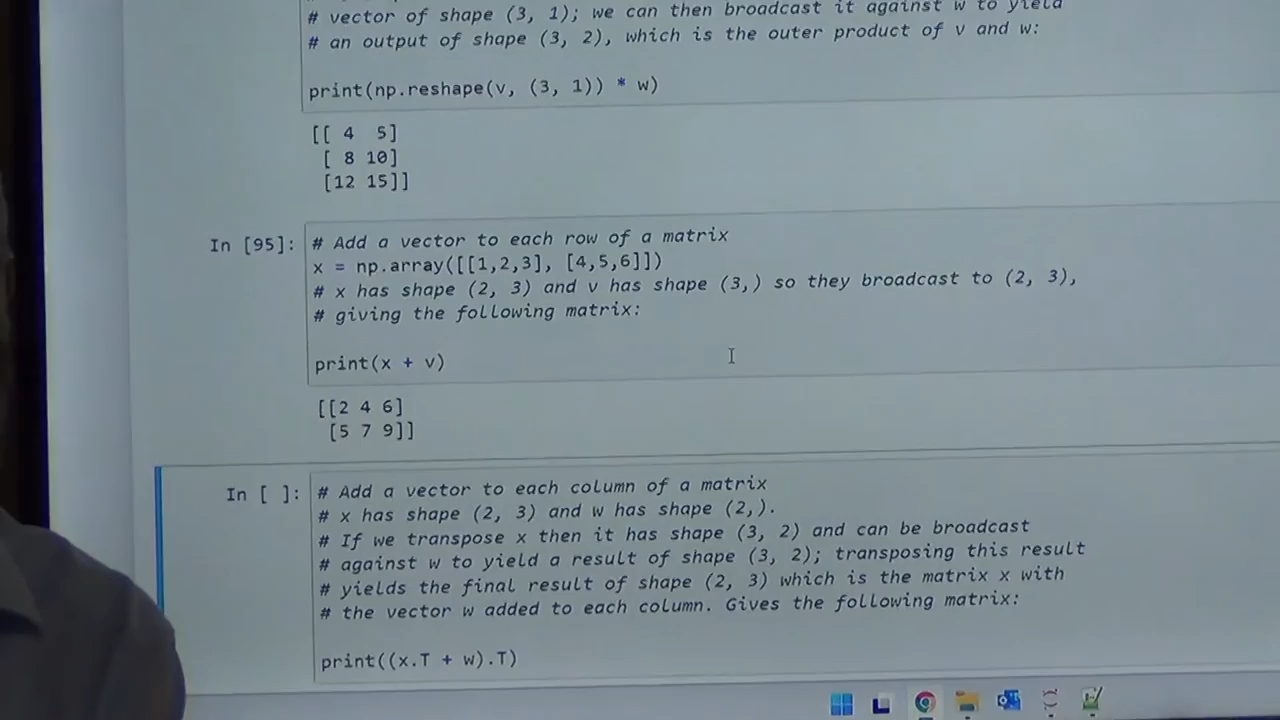 # vector of shape (3, 1); we can then broadcast it against w to yield
# an output of shape (3, 2), which is the outer product of v and w:
print(np.reshape(v, (3, 1)) * w)
[[ 4  5]
[ 8 10]
[12 15]]
In [95]:
# Add a vector to each row of a matrix
x = np.array([[1,2,3], [4,5,6]])
# x has shape (2, 3) and v has shape (3,) so they broadcast to (2, 3),
# giving the following matrix:
print(x + v)
[[2 4 6]
[5 7 9]]
In [ ]:
# Add a vector to each column of a matrix
# x has shape (2, 3) and w has shape (2,).
# If we transpose x then it has shape (3, 2) and can be broadcast
# against w to yield a result of shape (3, 2); transposing this result
# yields the final result of shape (2, 3) which is the matrix x with
# the vector w added to each column. Gives the following matrix:
print((x.T + w).T)